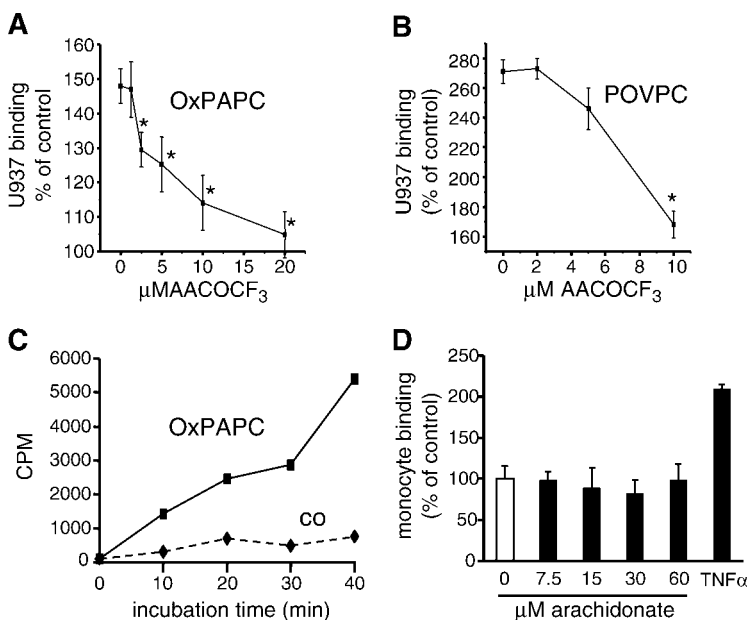 A
160
150
140
130
120
110
100
U937 binding
% of control
OxPAPC
*
*
*
*
0 5 10 15 20
µMAACOCF3
B
280
260
240
220
200
180
160
U937 binding
(% of control)
POVPC
*
0 2 4 6 8 10
µM AACOCF3
C
6000
5000
4000
3000
2000
1000
0
CPM
OxPAPC
co
0 10 20 30 40
incubation time (min)
D
250
200
150
100
50
0
monocyte binding
(% of control)
0 7.5 15 30 60 TNFα
µM arachidonate